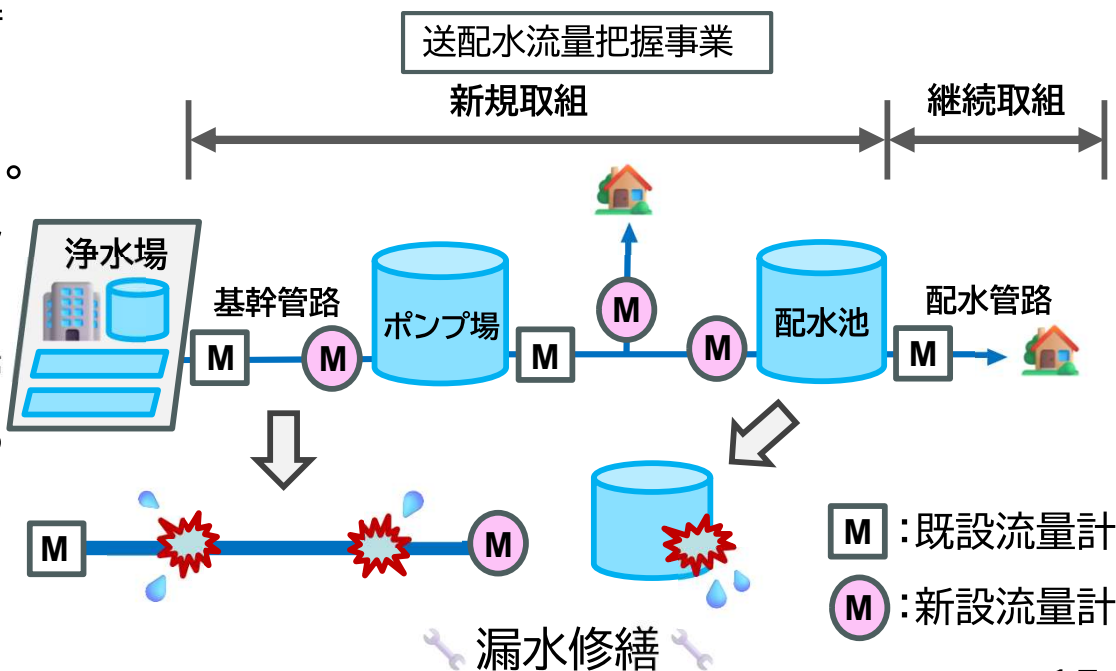 送配水流量把握事業
新規取組
継続取組
。
浄水場
基幹管路
ポンプ場
配水池
配水管路
M
M
M
M
M
M
M
M
漏水修繕
M：既設流量計
M：新設流量計